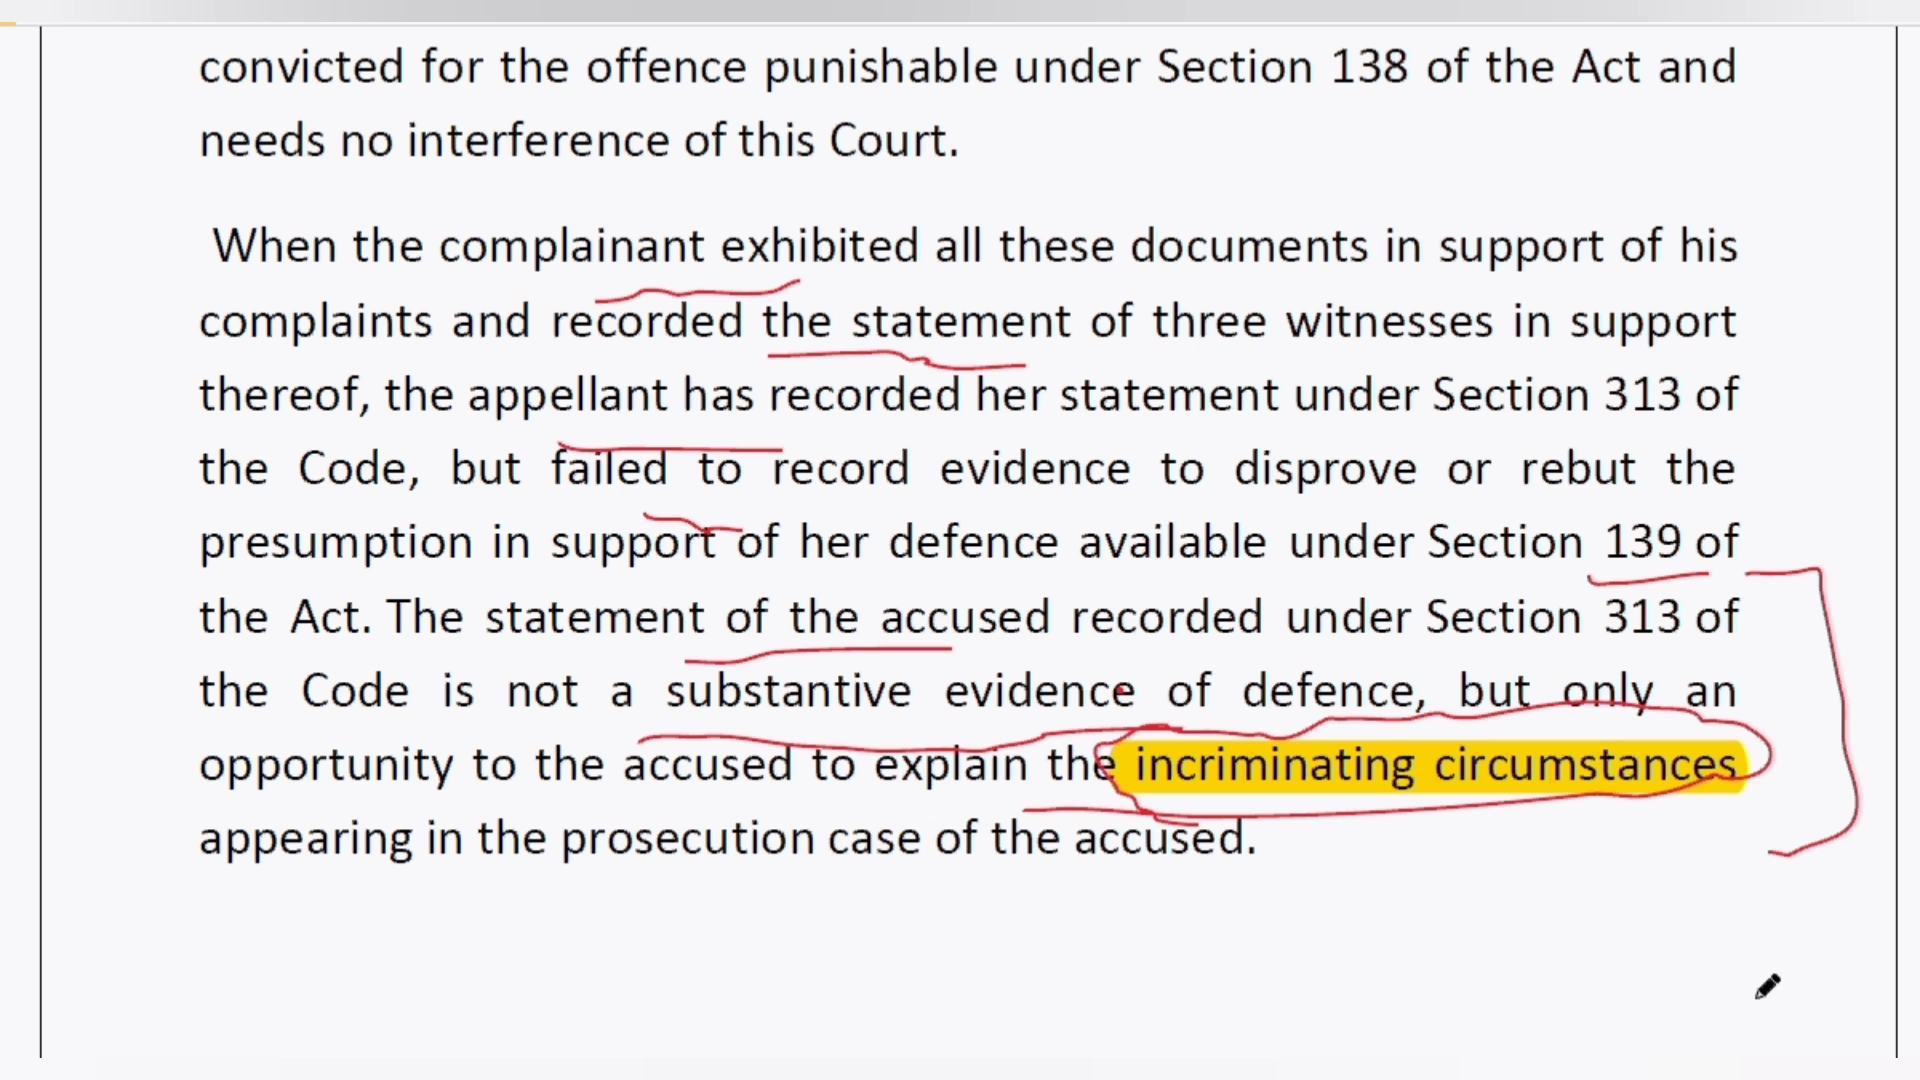 convicted for the offence punishable under Section 138 of the Act and
needs no interference of this Court.
When the complainant exhibited all these documents in support of his
complaints and recorded the statement of three witnesses in support
thereof, the appellant has recorded her statement under Section 313 of
the Code, but failed to record evidence to disprove or rebut the
presumption in support of her defence available under Section 139 of
the Act. The statement of the accused recorded under Section 313 of
the Code is not a substantive evidence of defence, but only an
opportunity to the accused to explain the incriminating circumstances
appearing in the prosecution case of the accused.